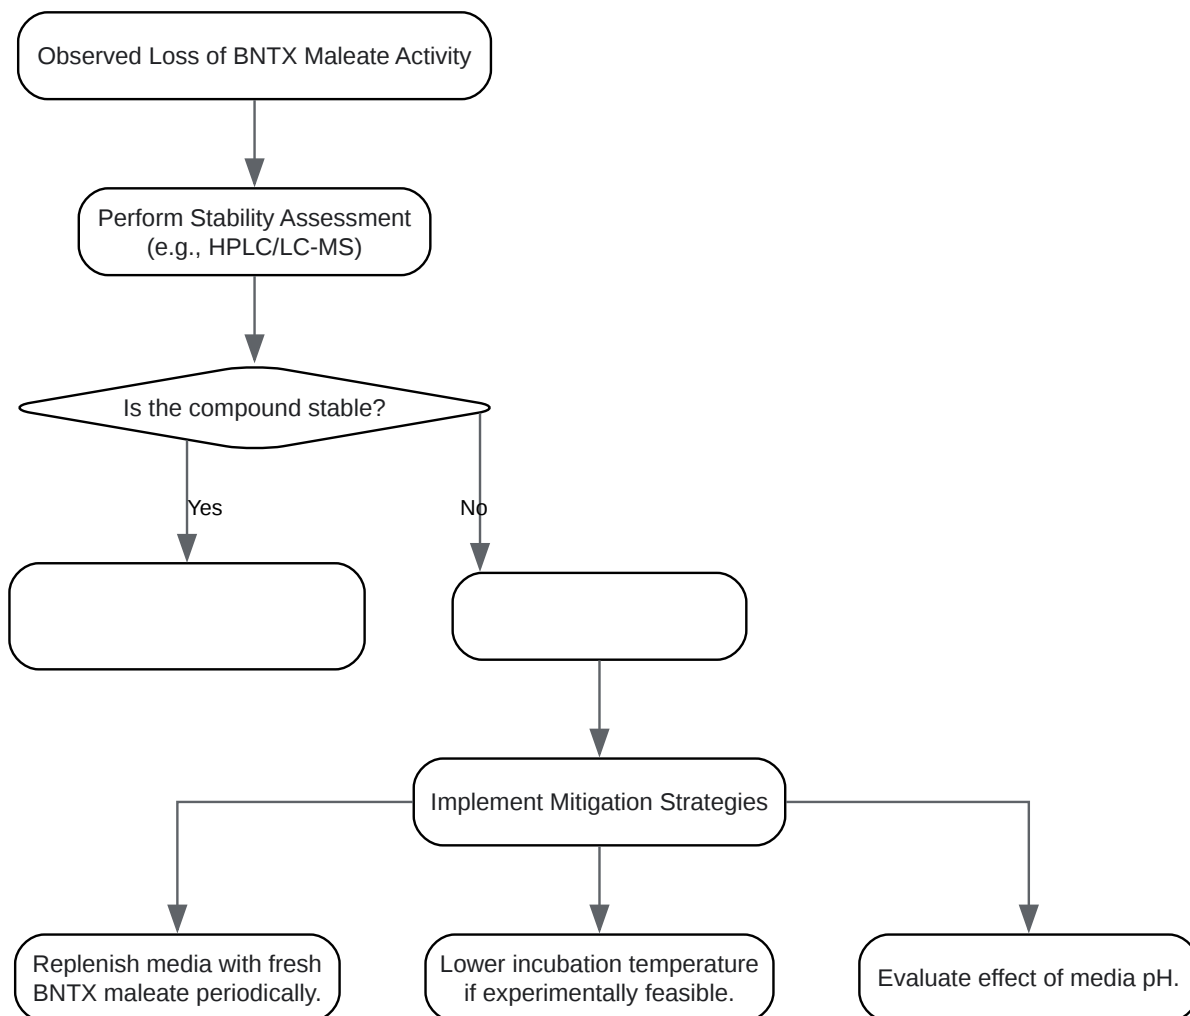 Observed Loss of BNTX Maleate Activity
Perform Stability Assessment
(e.g., HPLC/LC-MS)
Is the compound stable?
Yes
No
Implement Mitigation Strategies
Replenish media with fresh
BNTX maleate periodically.
Lower incubation temperature
if experimentally feasible.
Evaluate effect of media pH.